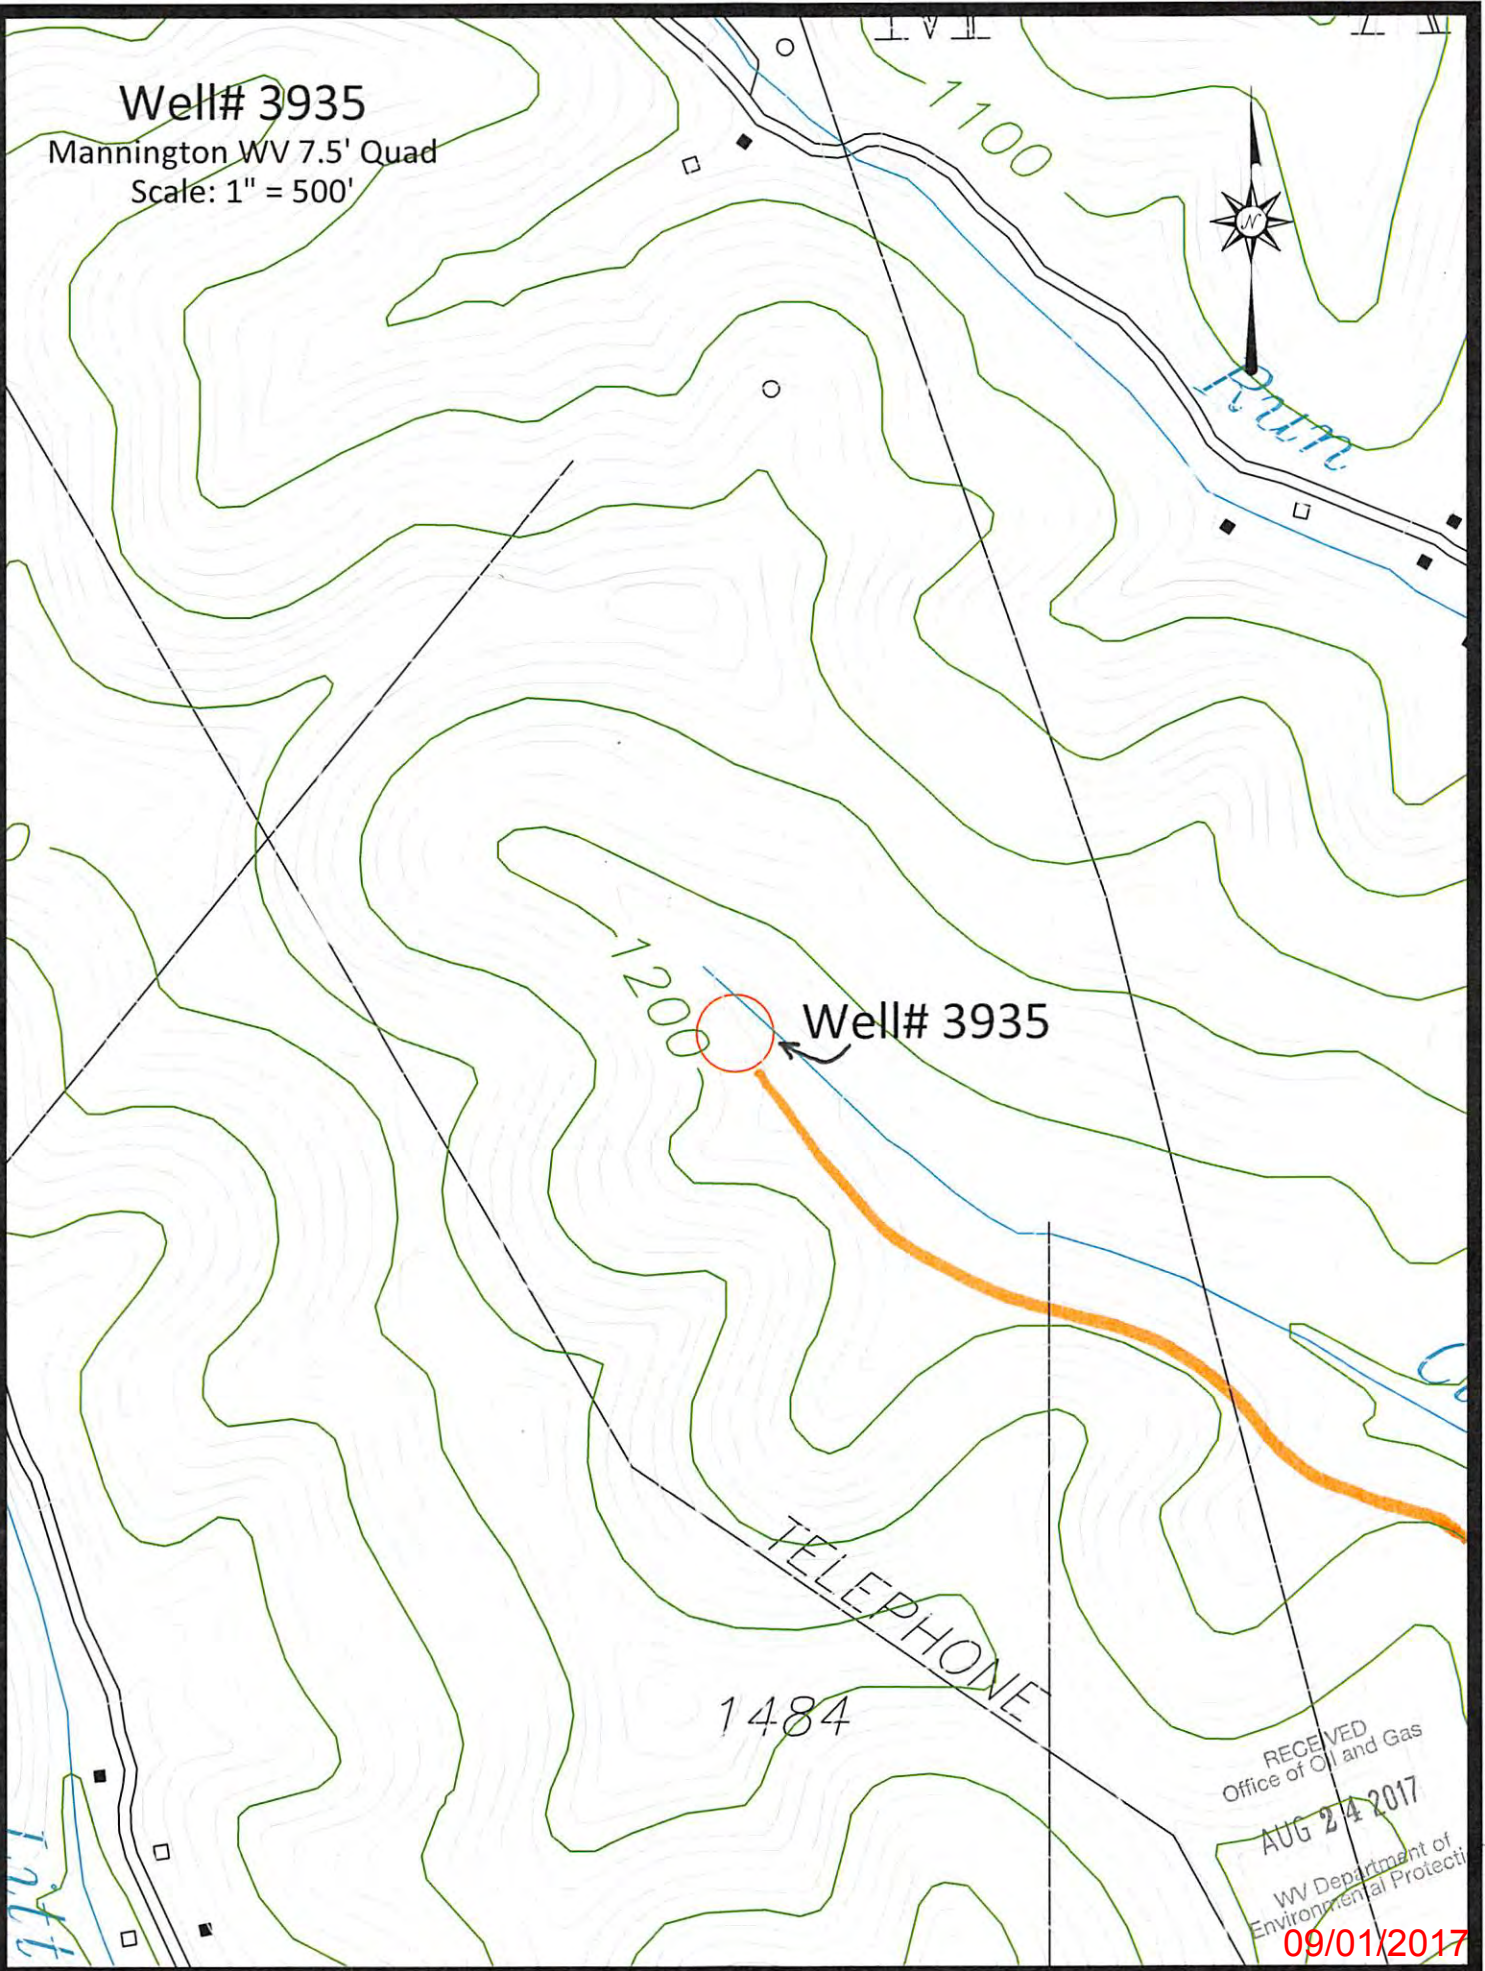 Well# 3935
Mannington WV 7.5' Quad
Scale: 1" = 500'
1100
N
Run
1200
Well# 3935
TELEPHONE
1484
RECEIVED
Office of Oil and Gas
AUG 24 2017
WV Department of
Environmental Protecti
09/01/2017